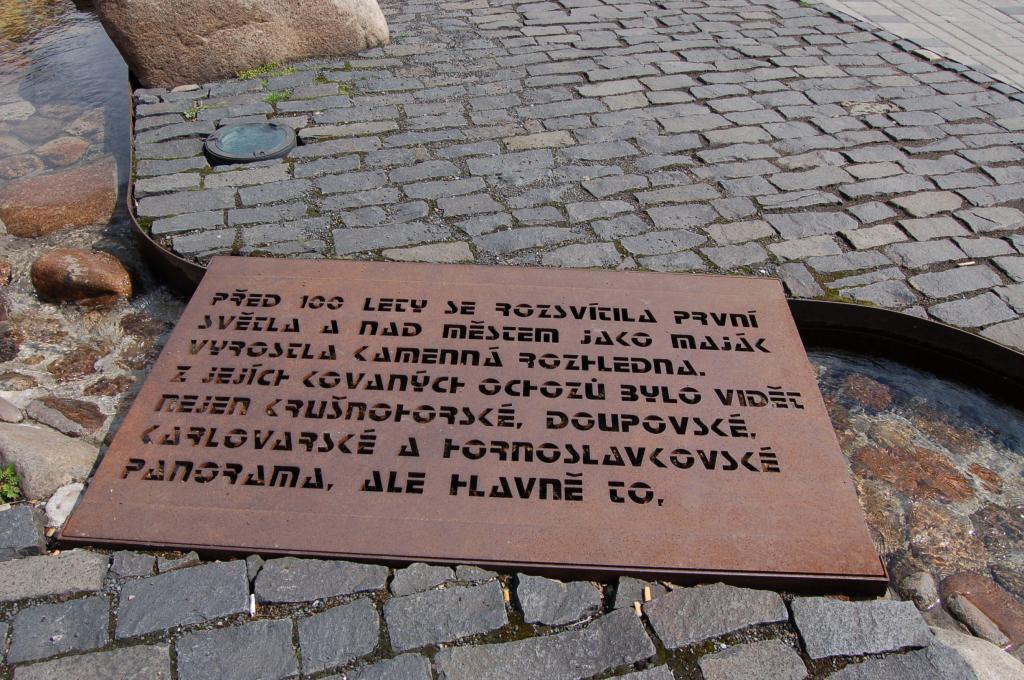 PŘED 100 LETY SE ROZSVÍTILA PRVNÍ
SVĚTLA A NAD MĚSTEM JAKO MAJÁK
VYROSTLA KAMENNÁ ROZHLEDNA.
Z JEJÍCH KOVANÝCH OCHOZŮ BYLO VIDĚT
NEJEN KRUŠNOHORSKÉ, DOUPOVSKÉ,
KARLOVARSKÉ A HORNOSLAVKOVSKÉ
PANORAMA, ALE HLAVNĚ TO,